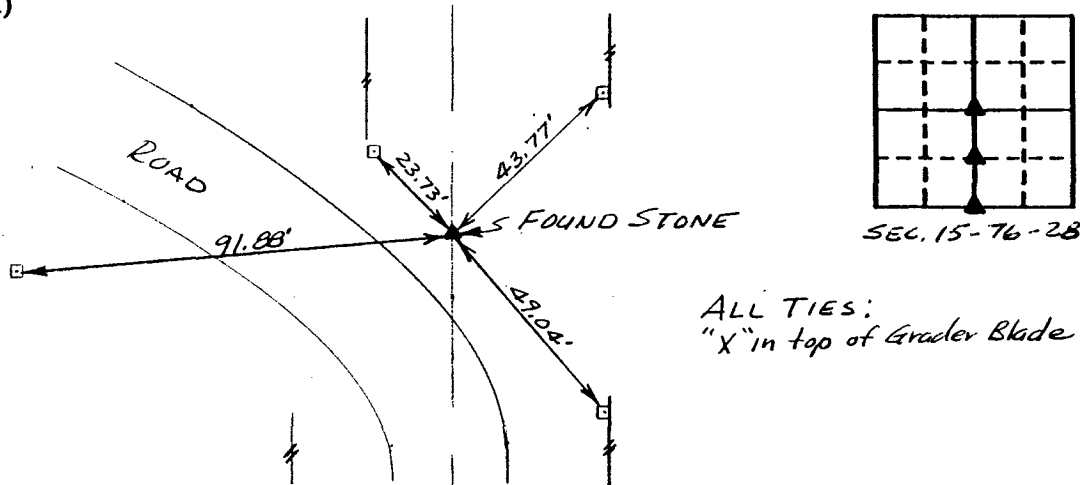 ROAD
23.73'
43.77'
FOUND STONE
91.88'
49.04'
SEC. 15-76-28
ALL TIES:
"X" in top of Grader Blade